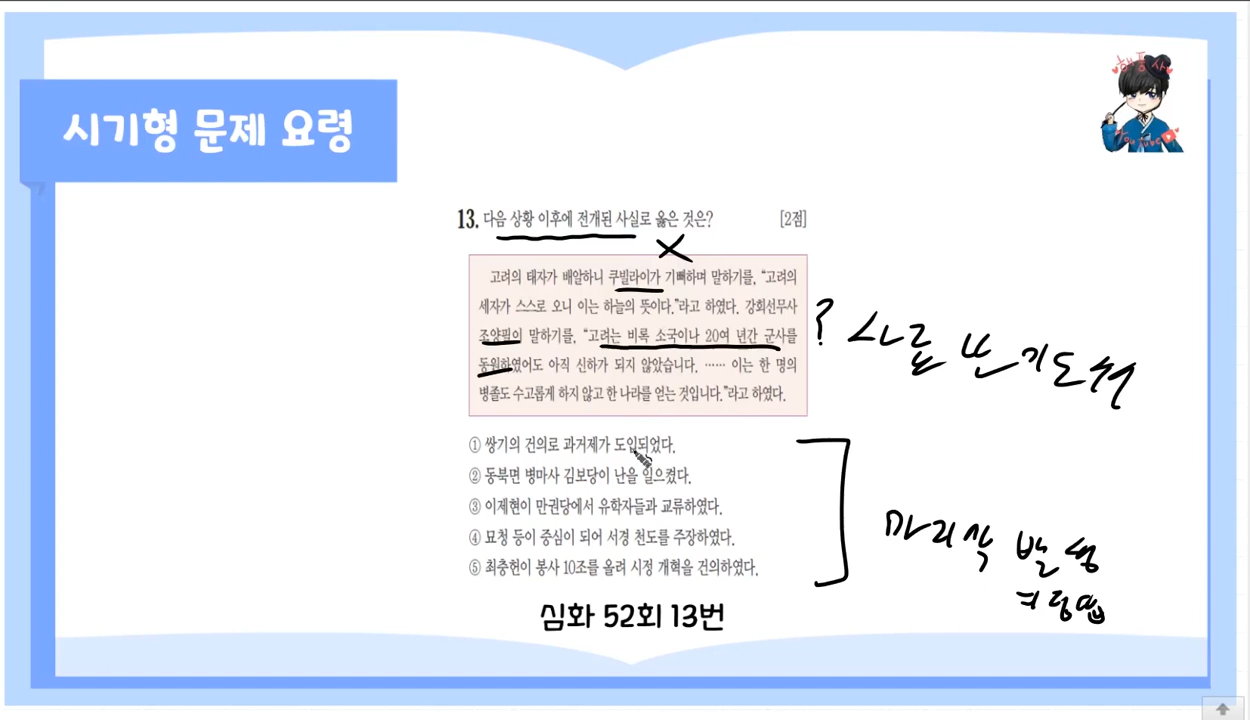 해품사
You Tube
시기형 문제 요령
13. 다음 상황 이후에 전개된 사실로 옳은 것은? [2점]
고려의 태자가 배알하니 쿠빌라이가 기뻐하며 말하기를, “고려의
세자가 스스로 오니 이는 하늘의 뜻이다.”라고 하였다. 강회선무사
조양필이 말하기를, “고려는 비록 소국이나 20여 년간 군사를
동원하였어도 아직 신하가 되지 않았습니다. …… 이는 한 명의
병졸도 수고롭게 하지 않고 한 나라를 얻는 것입니다.”라고 하였다.
? 사료
① 쌍기의 건의로 과거제가 도입되었다.
② 동북면 병마사 김보당이 난을 일으켰다.
③ 이제현이 만권당에서 유학자들과 교류하였다.
④ 묘청 등이 중심이 되어 서경 천도를 주장하였다.
⑤ 최충헌이 봉사 10조를 올려 시정 개혁을 건의하였다.
심화 52회 13번